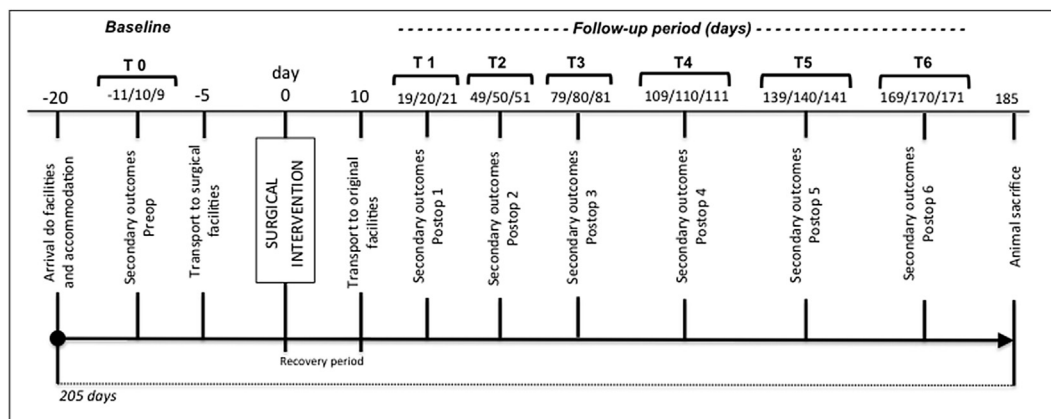 Baseline
Follow-up period (days)
T 0
day
T 1
T2
T3
T4
T5
T6
-20
-11/10/9
-5
0
10
19/20/21
49/50/51
79/80/81
109/110/111
139/140/141
169/170/171
185
Arrival do facilities
and accommodation
Secondary outcomes
Preop
Transport to surgical
facilities
SURGICAL
INTERVENTION
Transport to original
facilities
Secondary outcomes
Postop 1
Secondary outcomes
Postop 2
Secondary outcomes
Postop 3
Secondary outcomes
Postop 4
Secondary outcomes
Postop 5
Secondary outcomes
Postop 6
Animal sacrifice
Recovery period
205 days